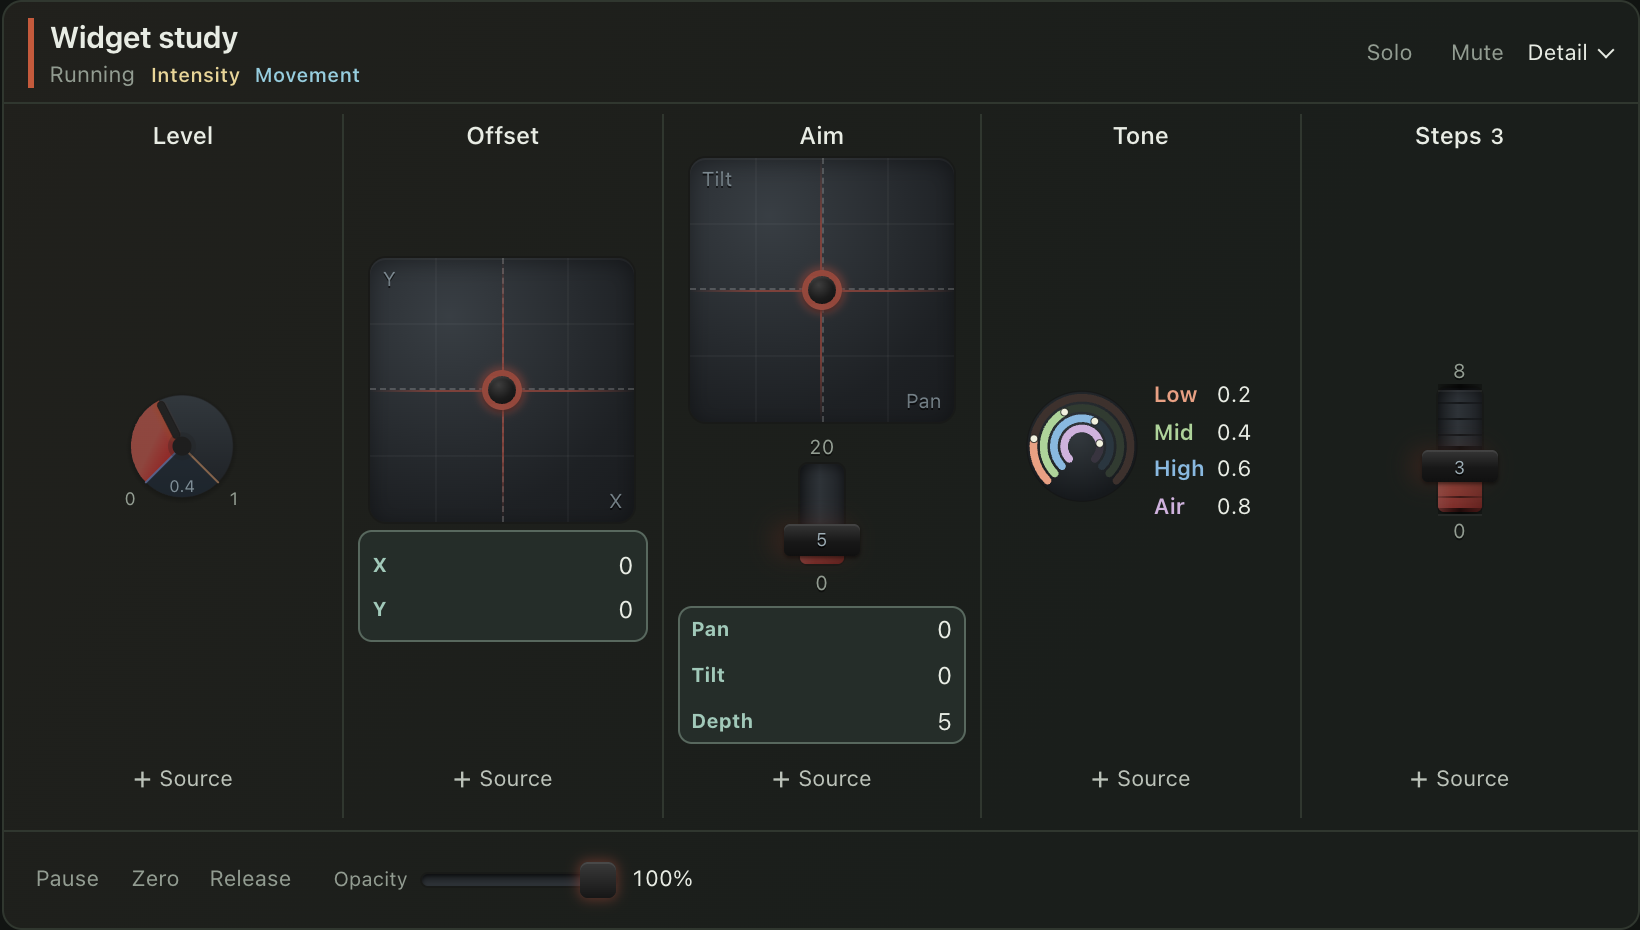 Widget study
Running Intensity Movement
Solo Mute Detail
Level
0.4
0 1
+ Source
Offset
Y
X
X 0
Y 0
+ Source
Aim
Tilt
Pan
20
5
0
Pan 0
Tilt 0
Depth 5
+ Source
Tone
Low 0.2
Mid 0.4
High 0.6
Air 0.8
+ Source
Steps 3
8
3
0
+ Source
Pause Zero Release Opacity 100%